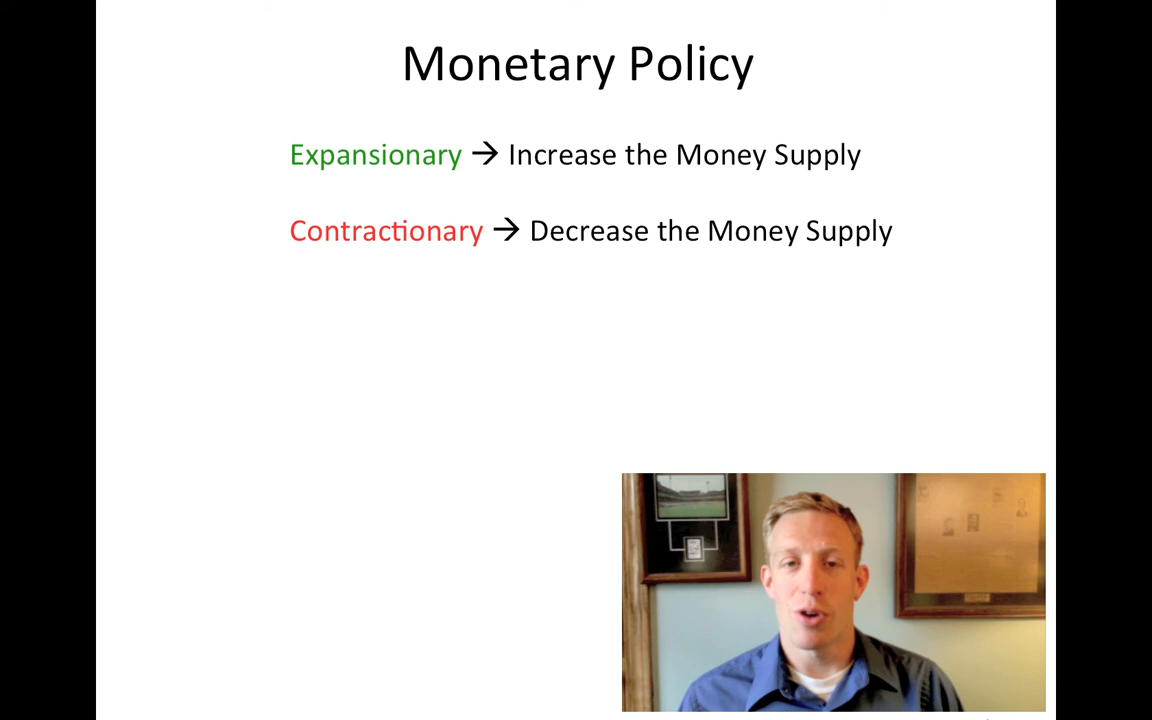 Monetary Policy
Expansionary → Increase the Money Supply
Contractionary → Decrease the Money Supply